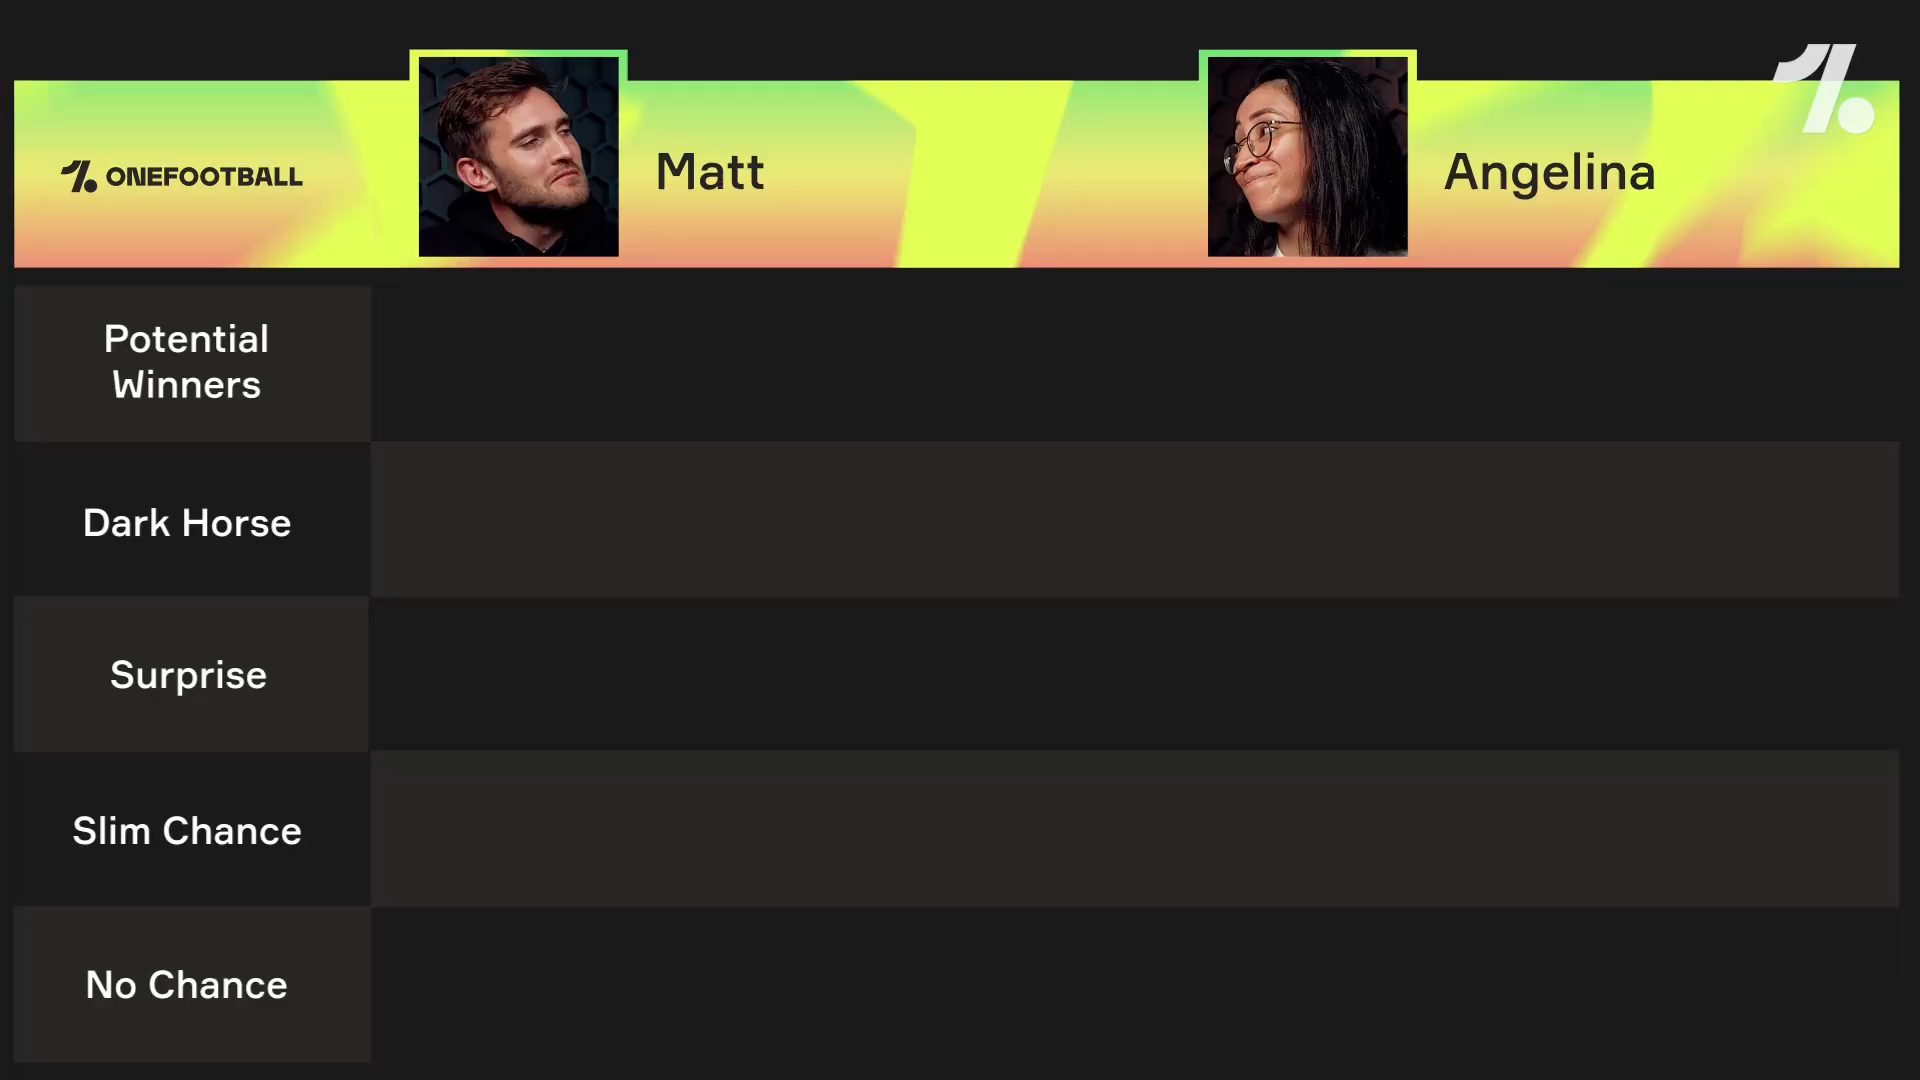 ONEFOOTBALL
Matt
Angelina
Potential
Winners
Dark Horse
Surprise
Slim Chance
No Chance